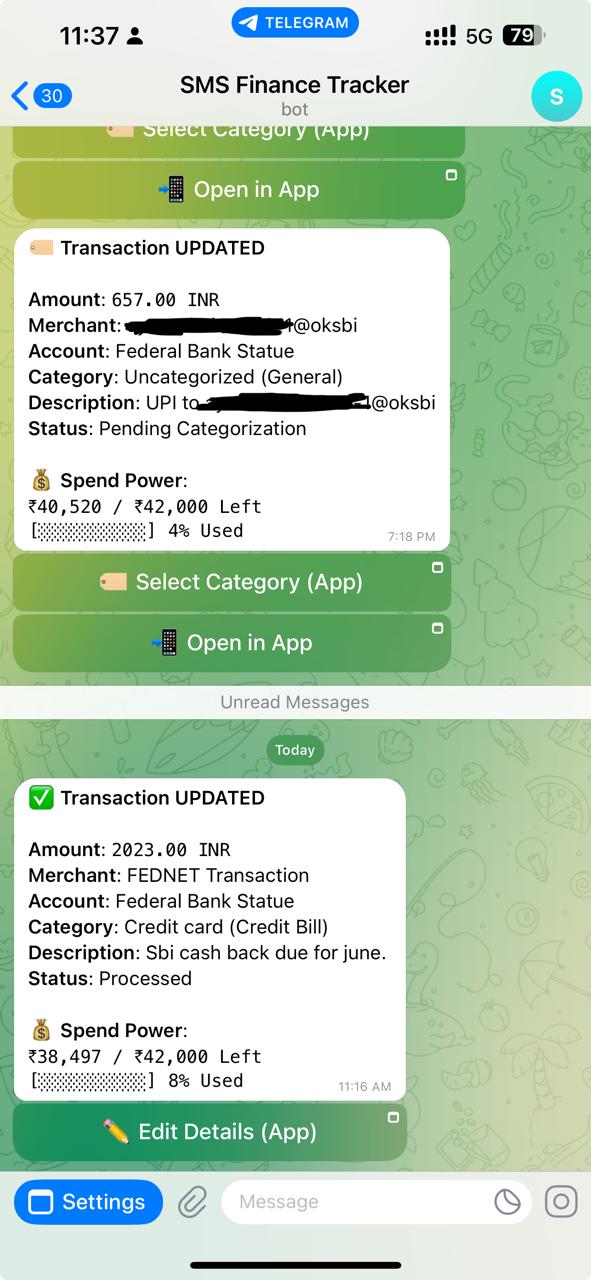 11:37
TELEGRAM
5G
79
30
SMS Finance Tracker
bot
S
Select Category (App)
Open in App
Transaction UPDATED
Amount: 657.00 INR
Merchant: 1@oksbi
Account: Federal Bank Statue
Category: Uncategorized (General)
Description: UPI to 1@oksbi
Status: Pending Categorization
Spend Power:
₹40,520 / ₹42,000 Left
[░░░░░░░░░░] 4% Used
7:18 PM
Select Category (App)
Open in App
Unread Messages
Today
Transaction UPDATED
Amount: 2023.00 INR
Merchant: FEDNET Transaction
Account: Federal Bank Statue
Category: Credit card (Credit Bill)
Description: Sbi cash back due for june.
Status: Processed
Spend Power:
₹38,497 / ₹42,000 Left
[░░░░░░░░░░] 8% Used
11:16 AM
Edit Details (App)
Settings
Message